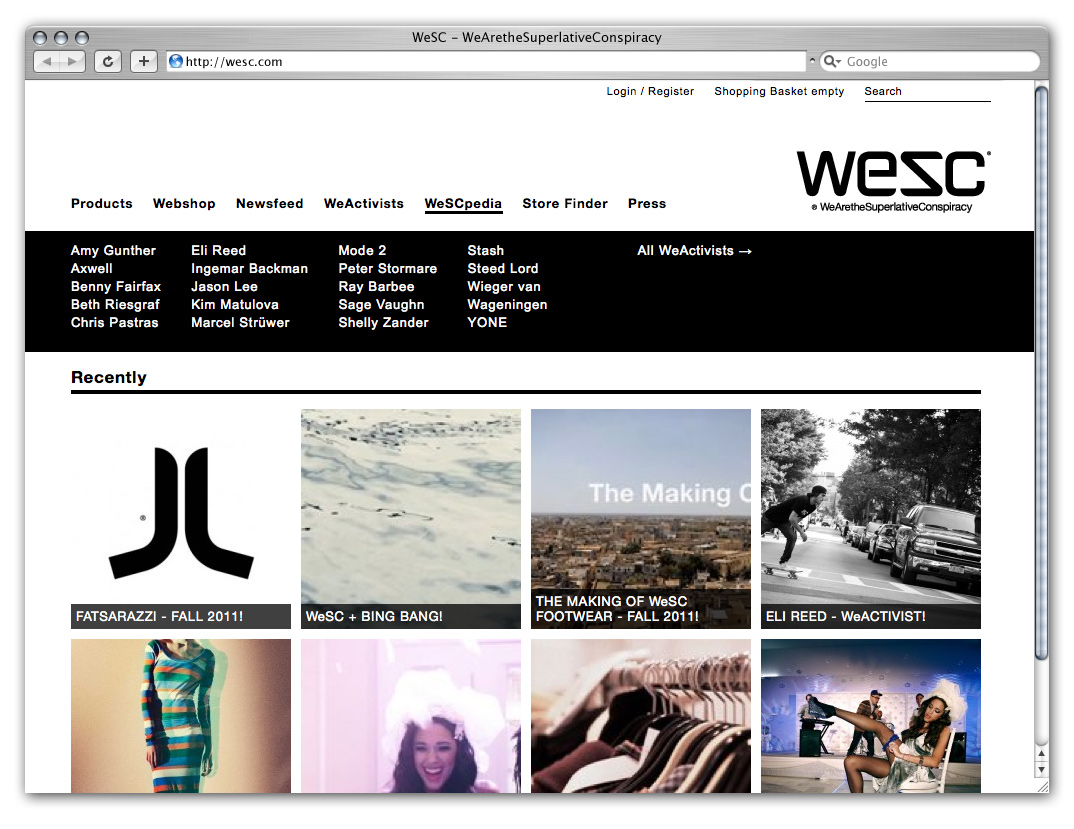 WeSC – WeAretheSuperlativeConspiracy
http://wesc.com
Google
Login / Register
Shopping Basket empty
Search
wesc®
® WeAretheSuperlativeConspiracy
Products
Webshop
Newsfeed
WeActivists
WeSCpedia
Store Finder
Press
Amy Gunther
Axwell
Benny Fairfax
Beth Riesgraf
Chris Pastras
Eli Reed
Ingemar Backman
Jason Lee
Kim Matulova
Marcel Strüwer
Mode 2
Peter Stormare
Ray Barbee
Sage Vaughn
Shelly Zander
Stash
Steed Lord
Wieger van
Wageningen
YONE
All WeActivists →
Recently
®
FATSARAZZI - FALL 2011!
WeSC + BING BANG!
The Making O
THE MAKING OF WeSC
FOOTWEAR - FALL 2011!
ELI REED - WeACTIVIST!